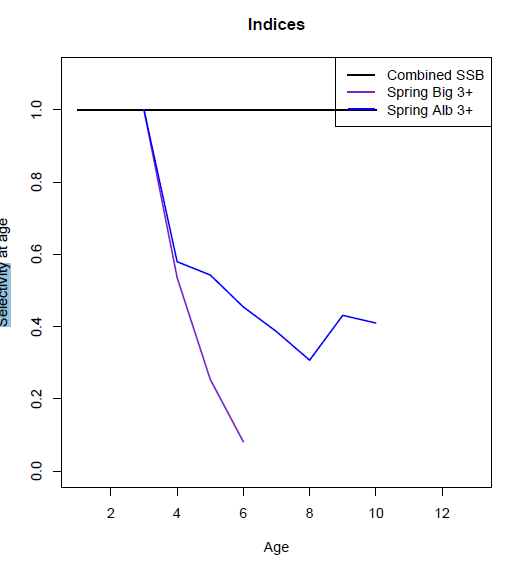 Indices
Combined SSB
Spring Big 3+
Spring Alb 3+
Selectivity at age
1.0
0.8
0.6
0.4
0.2
0.0
2 4 6 8 10 12
Age